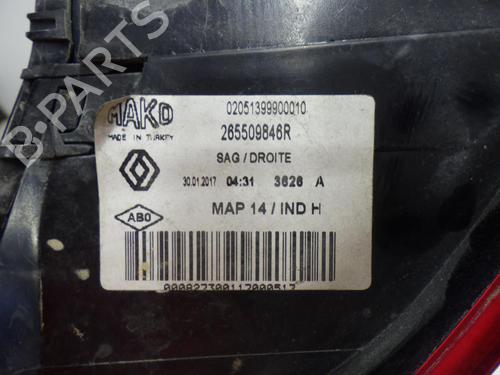 MAKO
MADE IN TURKEY
02051399900010
265509846R
SAG / DROITE
30.01.2017 04:31 3626 A
ABO
MAP 14 / IND H
00082730011700051?
B-PARTS